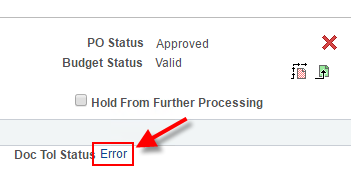 PO Status Approved
Budget Status Valid
Hold From Further Processing
Doc Tol Status Error